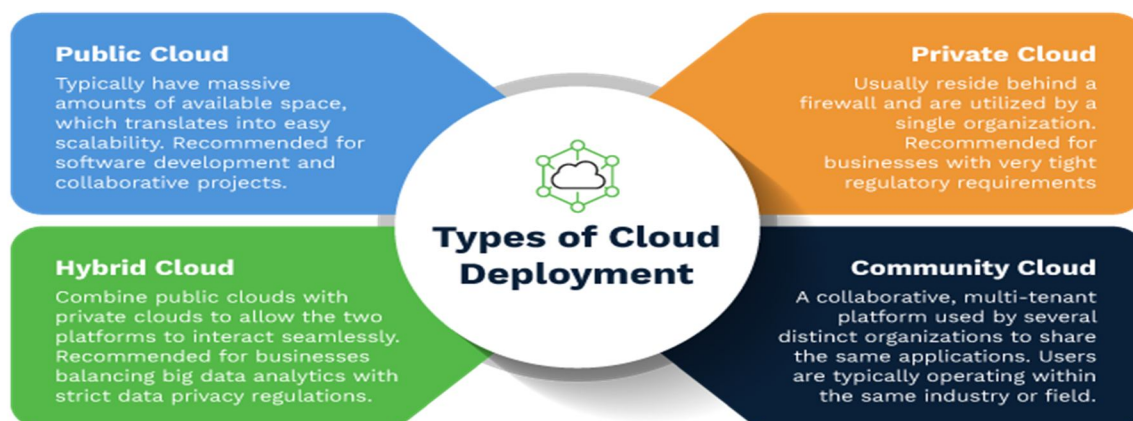 Public Cloud
Typically have massive
amounts of available space,
which translates into easy
scalability. Recommended for
software development and
collaborative projects.
Private Cloud
Usually reside behind a
firewall and are utilized by a
single organization.
Recommended for
businesses with very tight
regulatory requirements
Types of Cloud
Deployment
Hybrid Cloud
Combine public clouds with
private clouds to allow the two
platforms to interact seamlessly.
Recommended for businesses
balancing big data analytics with
strict data privacy regulations.
Community Cloud
A collaborative, multi-tenant
platform used by several
distinct organizations to share
the same applications. Users
are typically operating within
the same industry or field.